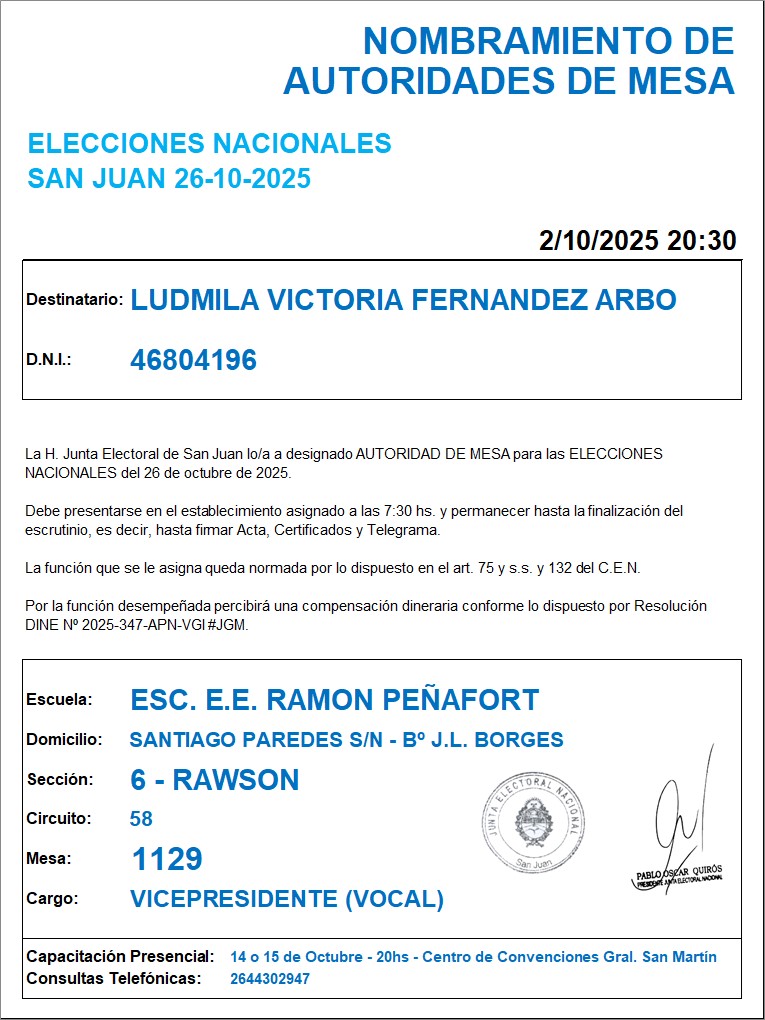 NOMBRAMIENTO DE
AUTORIDADES DE MESA
ELECCIONES NACIONALES
SAN JUAN 26-10-2025
2/10/2025 20:30
Destinatario: LUDMILA VICTORIA FERNANDEZ ARBO
D.N.I.: 46804196
La H. Junta Electoral de San Juan lo/a a designado AUTORIDAD DE MESA para las ELECCIONES
NACIONALES del 26 de octubre de 2025.
Debe presentarse en el establecimiento asignado a las 7:30 hs. y permanecer hasta la finalización del
escrutinio, es decir, hasta firmar Acta, Certificados y Telegrama.
La función que se le asigna queda normada por lo dispuesto en el art. 75 y s.s. y 132 del C.E.N.
Por la función desempeñada percibirá una compensación dineraria conforme lo dispuesto por Resolución
DINE Nº 2025-347-APN-VGI #JGM.
Escuela: ESC. E.E. RAMON PEÑAFORT
Domicilio: SANTIAGO PAREDES S/N - Bº J.L. BORGES
Sección: 6 - RAWSON
Circuito: 58
Mesa: 1129
Cargo: VICEPRESIDENTE (VOCAL)
JUNTA ELECTORAL NACIONAL
San Juan
PABLO OSCAR QUIRÓS
PRESIDENTE JUNTA ELECTORAL NACIONAL
Capacitación Presencial: 14 o 15 de Octubre - 20hs - Centro de Convenciones Gral. San Martín
Consultas Telefónicas: 2644302947